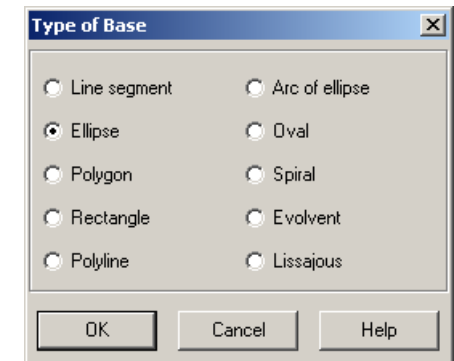 Type of Base
Line segment
Arc of ellipse
Ellipse
Oval
Polygon
Spiral
Rectangle
Evolvent
Polyline
Lissajous
OK
Cancel
Help